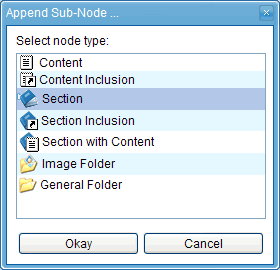 Append Sub-Node ...
Select node type:
Content
Content Inclusion
Section
Section Inclusion
Section with Content
Image Folder
General Folder
Okay
Cancel